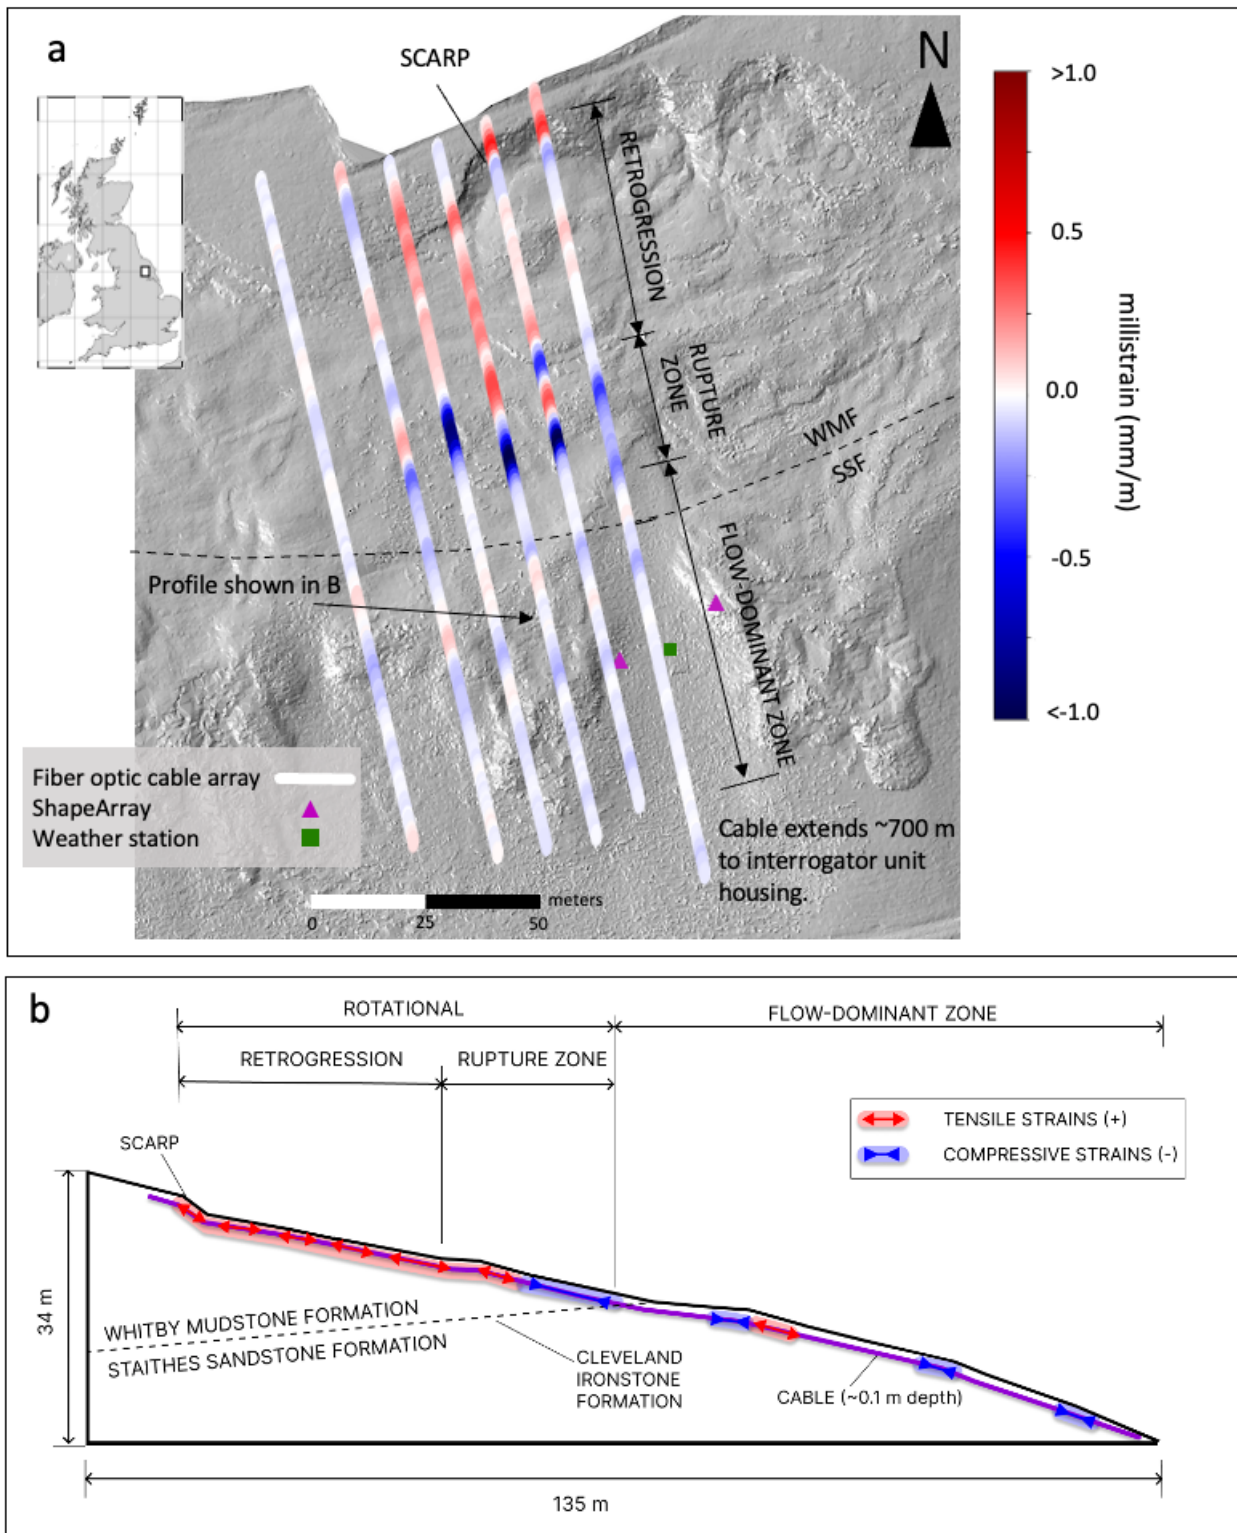 a
SCARP
N
>1.0
0.5
0.0
-0.5
<-1.0
millistrain (mm/m)
RETROGRESSION
RUPTURE
ZONE
WMF
SSF
FLOW-DOMINANT ZONE
Profile shown in B
Fiber optic cable array
ShapeArray
Weather station
Cable extends ~700 m
to interrogator unit
housing.
meters
0
25
50
b
ROTATIONAL
FLOW-DOMINANT ZONE
RETROGRESSION
RUPTURE ZONE
SCARP
TENSILE STRAINS (+)
COMPRESSIVE STRAINS (-)
34 m
WHITBY MUDSTONE FORMATION
STAITHES SANDSTONE FORMATION
CLEVELAND
IRONSTONE
FORMATION
CABLE (~0.1 m depth)
135 m